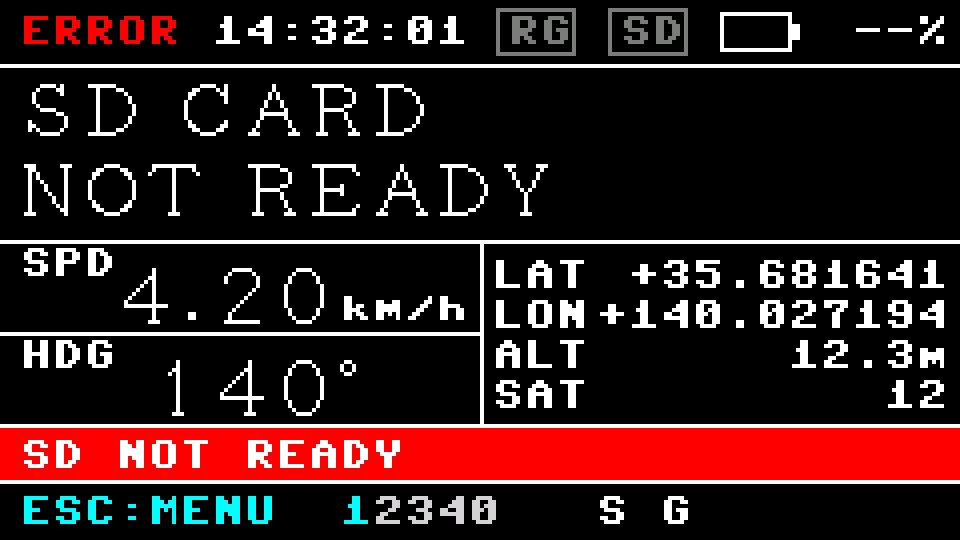 ERROR 14:32:01 RG SD --%
SD CARD
NOT READY
SPD 4.20 km/h
HDG 140°
LAT +35.681641
LON +140.027194
ALT 12.3m
SAT 12
SD NOT READY
ESC:MENU 12340 S G